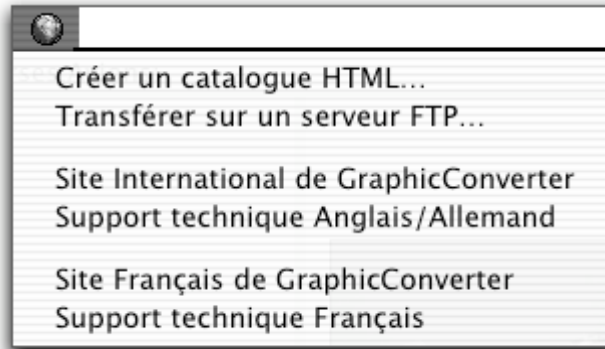 Créer un catalogue HTML...
Transférer sur un serveur FTP...
Site International de GraphicConverter
Support technique Anglais/Allemand
Site Français de GraphicConverter
Support technique Français